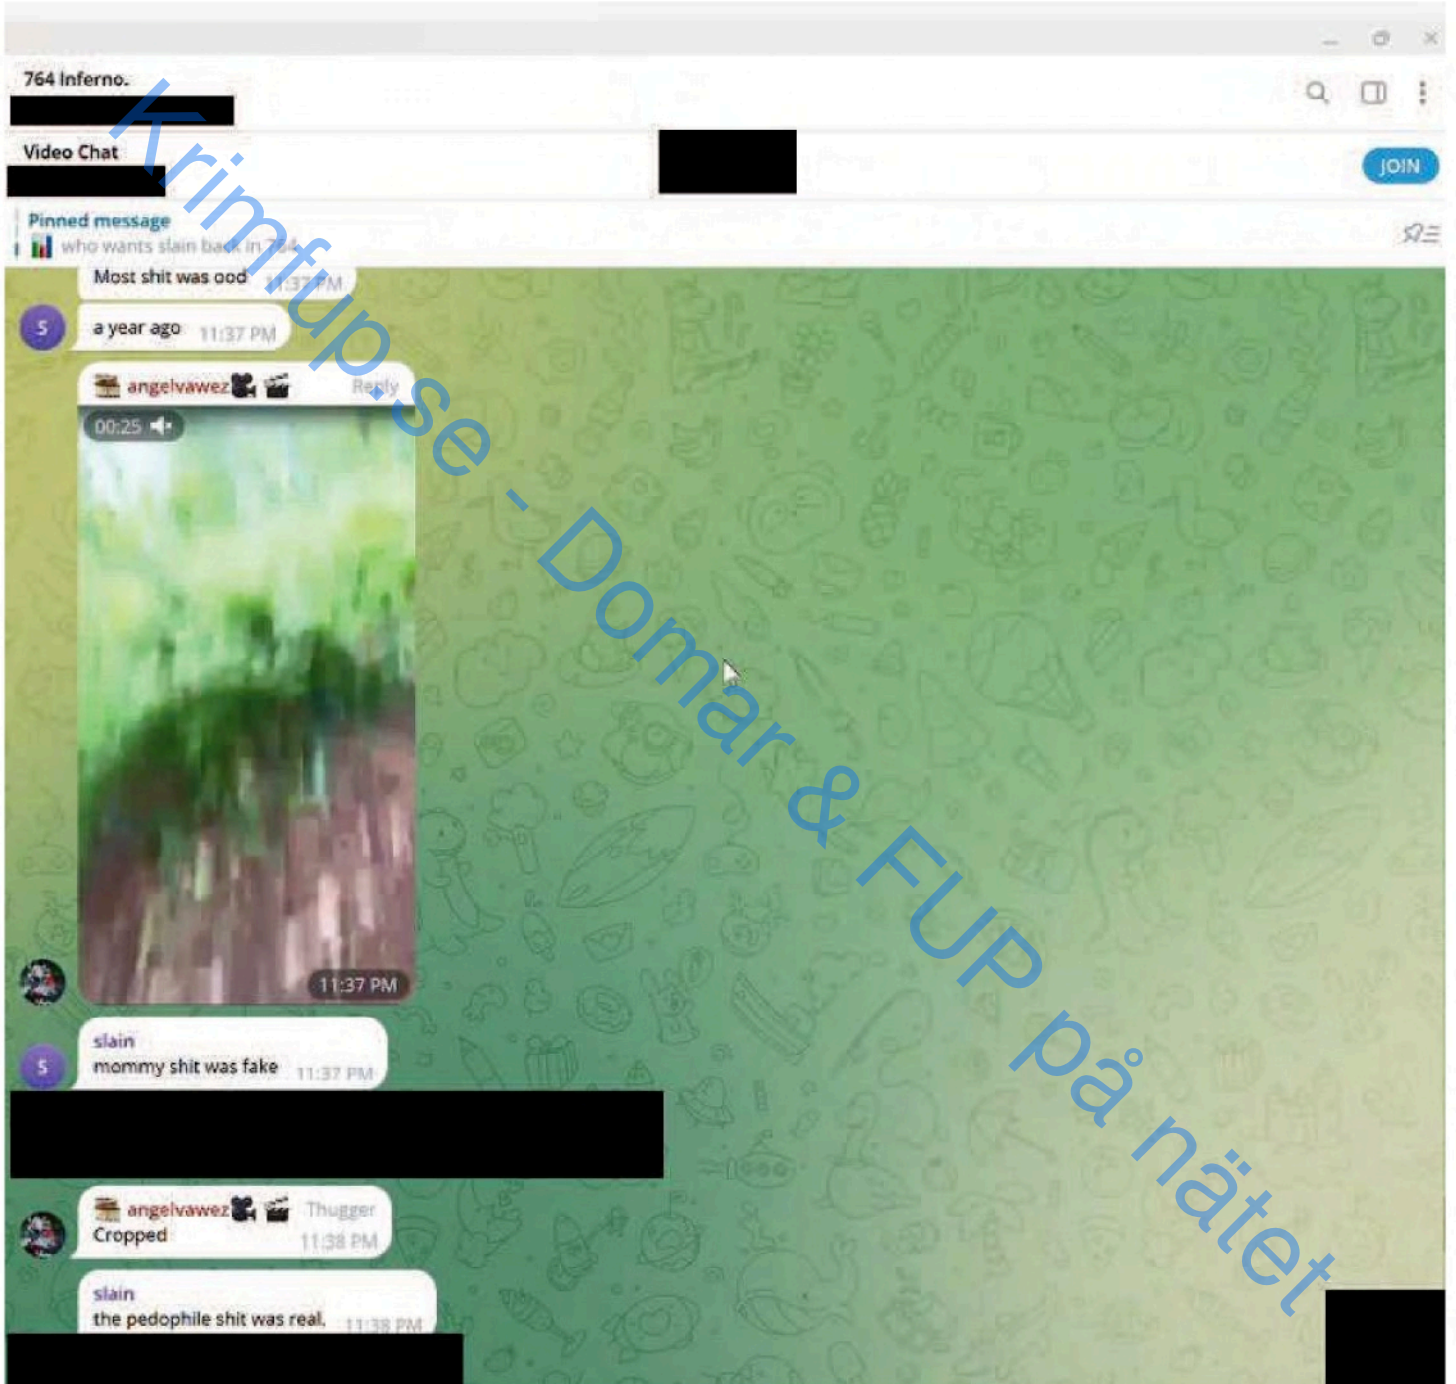 764 Inferno.
Video Chat
JOIN
Pinned message
who wants slain back in 764
Most shit was ood 11:37 PM
S
a year ago 11:37 PM
angelvawez Reply
00:25
11:37 PM
slain
S
mommy shit was fake 11:37 PM
angelvawez Thugger
Cropped 11:38 PM
slain
the pedophile shit was real. 11:38 PM
Krimfup.se - Domar & FUP på nätet